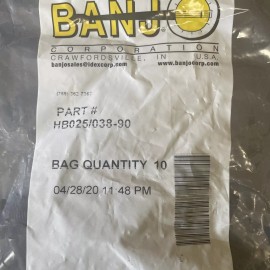 BANJO
CORPORATION
CRAWFORDSVILLE, IN U.S.A.
banjosales@idexcorp.com www.banjocorp.com
PART #
HB025/038-90
BAG QUANTITY 10
04/28/20 11:48 PM